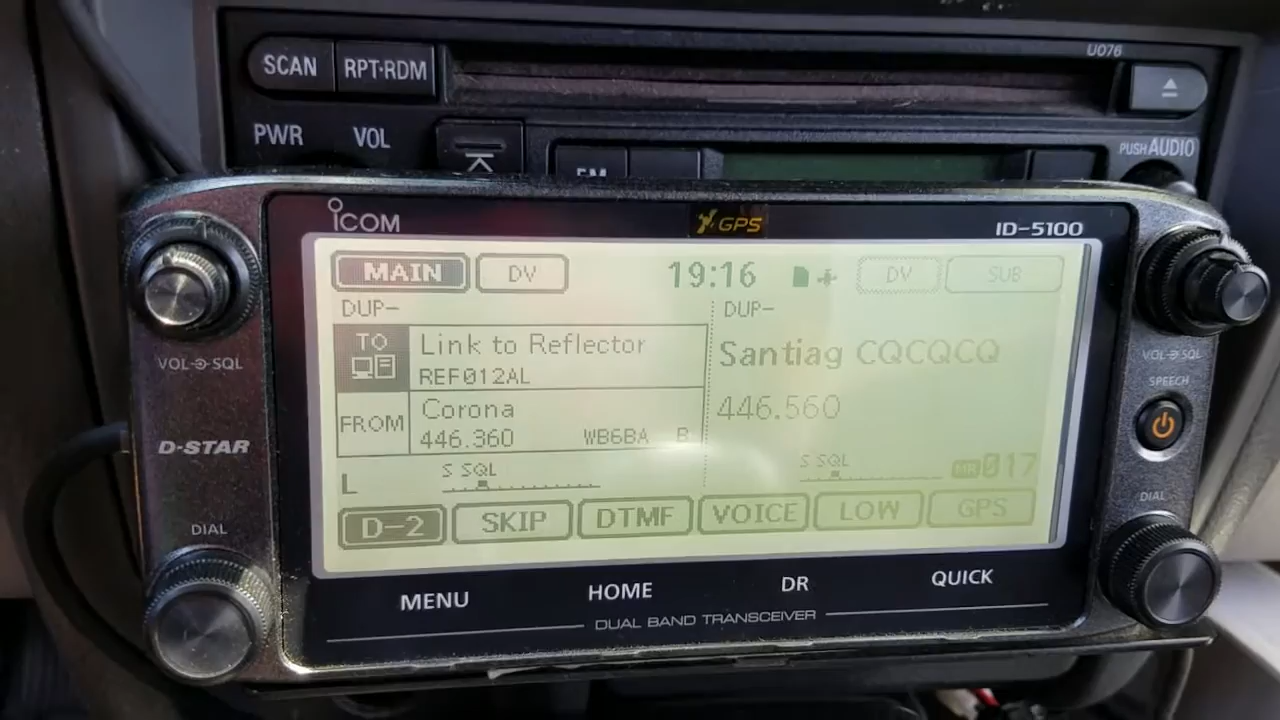 U076
SCAN RPT·RDM
PWR VOL
PUSH AUDIO
FM
ICOM GPS ID-5100
MAIN DV 19:16 DV SUB
DUP- DUP-
TO Link to Reflector
REF012AL
Santiag CQCQCQ
FROM Corona
446.360 WB6BA B
446.560
L S SQL S SQL MR 017
D-2 SKIP DTMF VOICE LOW GPS
VOL SQL
VOL SQL
SPEECH
D-STAR
DIAL
DIAL
MENU HOME DR QUICK
DUAL BAND TRANSCEIVER